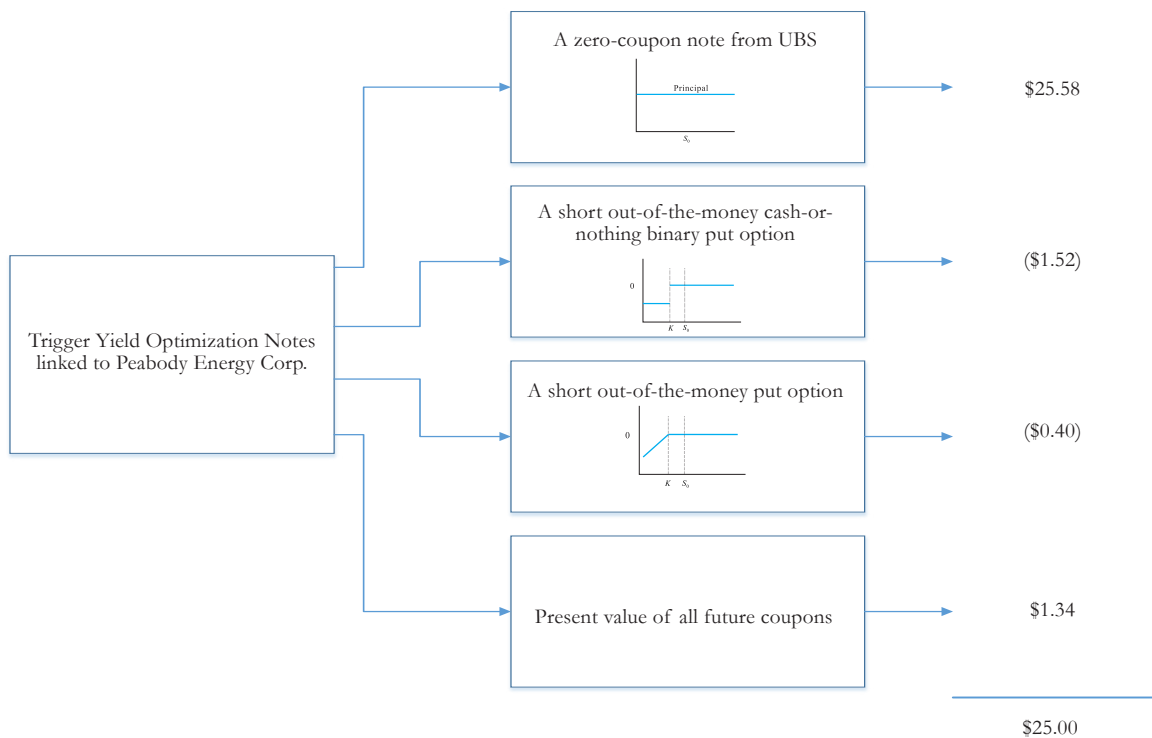 A zero-coupon note from UBS
Principal
S₀
$25.58
A short out-of-the-money cash-or-
nothing binary put option
0
K S₀
($1.52)
Trigger Yield Optimization Notes
linked to Peabody Energy Corp.
A short out-of-the-money put option
0
K S₀
($0.40)
Present value of all future coupons
$1.34
$25.00